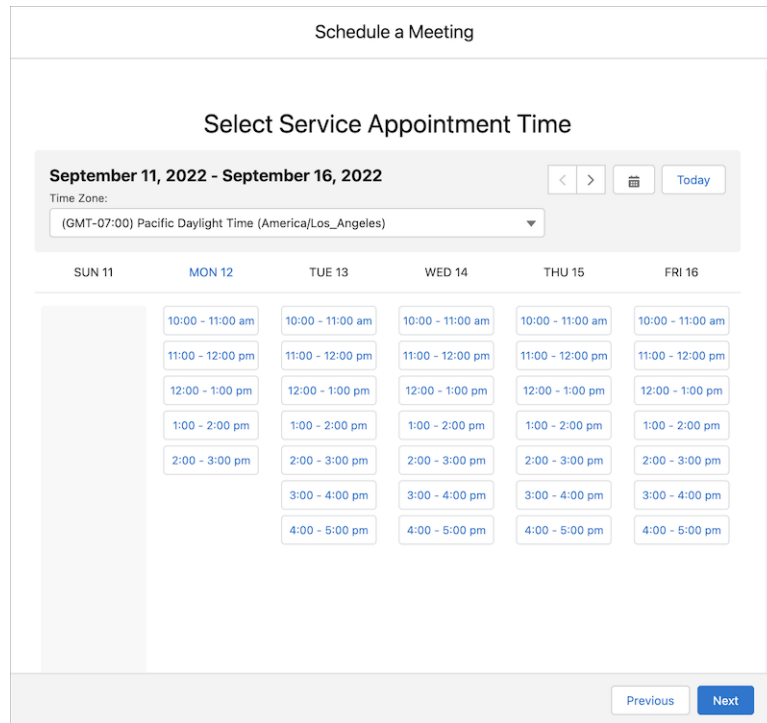 Schedule a Meeting
Select Service Appointment Time
September 11, 2022 - September 16, 2022
Today
Time Zone:
(GMT-07:00) Pacific Daylight Time (America/Los_Angeles)
SUN 11 MON 12 TUE 13 WED 14 THU 15 FRI 16
10:00 - 11:00 am 10:00 - 11:00 am 10:00 - 11:00 am 10:00 - 11:00 am 10:00 - 11:00 am
11:00 - 12:00 pm 11:00 - 12:00 pm 11:00 - 12:00 pm 11:00 - 12:00 pm 11:00 - 12:00 pm
12:00 - 1:00 pm 12:00 - 1:00 pm 12:00 - 1:00 pm 12:00 - 1:00 pm 12:00 - 1:00 pm
1:00 - 2:00 pm 1:00 - 2:00 pm 1:00 - 2:00 pm 1:00 - 2:00 pm 1:00 - 2:00 pm
2:00 - 3:00 pm 2:00 - 3:00 pm 2:00 - 3:00 pm 2:00 - 3:00 pm 2:00 - 3:00 pm
3:00 - 4:00 pm 3:00 - 4:00 pm 3:00 - 4:00 pm 3:00 - 4:00 pm
4:00 - 5:00 pm 4:00 - 5:00 pm 4:00 - 5:00 pm 4:00 - 5:00 pm
Previous Next